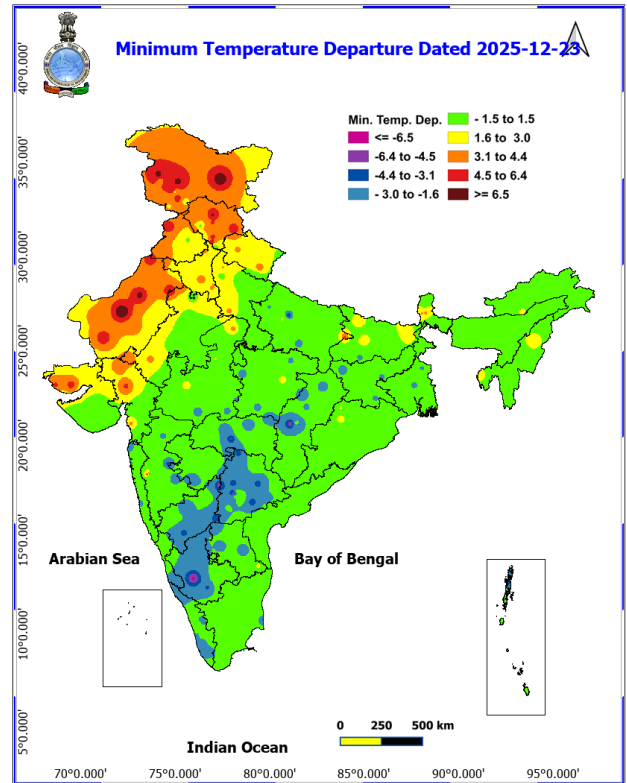 Minimum Temperature Departure Dated 2025-12-23
Min. Temp. Dep.
<= -6.5
-6.4 to -4.5
-4.4 to -3.1
- 3.0 to -1.6
- 1.5 to 1.5
1.6 to 3.0
3.1 to 4.4
4.5 to 6.4
>= 6.5
40°0.000'
35°0.000'
30°0.000'
25°0.000'
20°0.000'
15°0.000'
10°0.000'
5°0.000'
Arabian Sea
Bay of Bengal
Indian Ocean
0 250 500 km
70°0.000' 75°0.000' 80°0.000' 85°0.000' 90°0.000' 95°0.000'